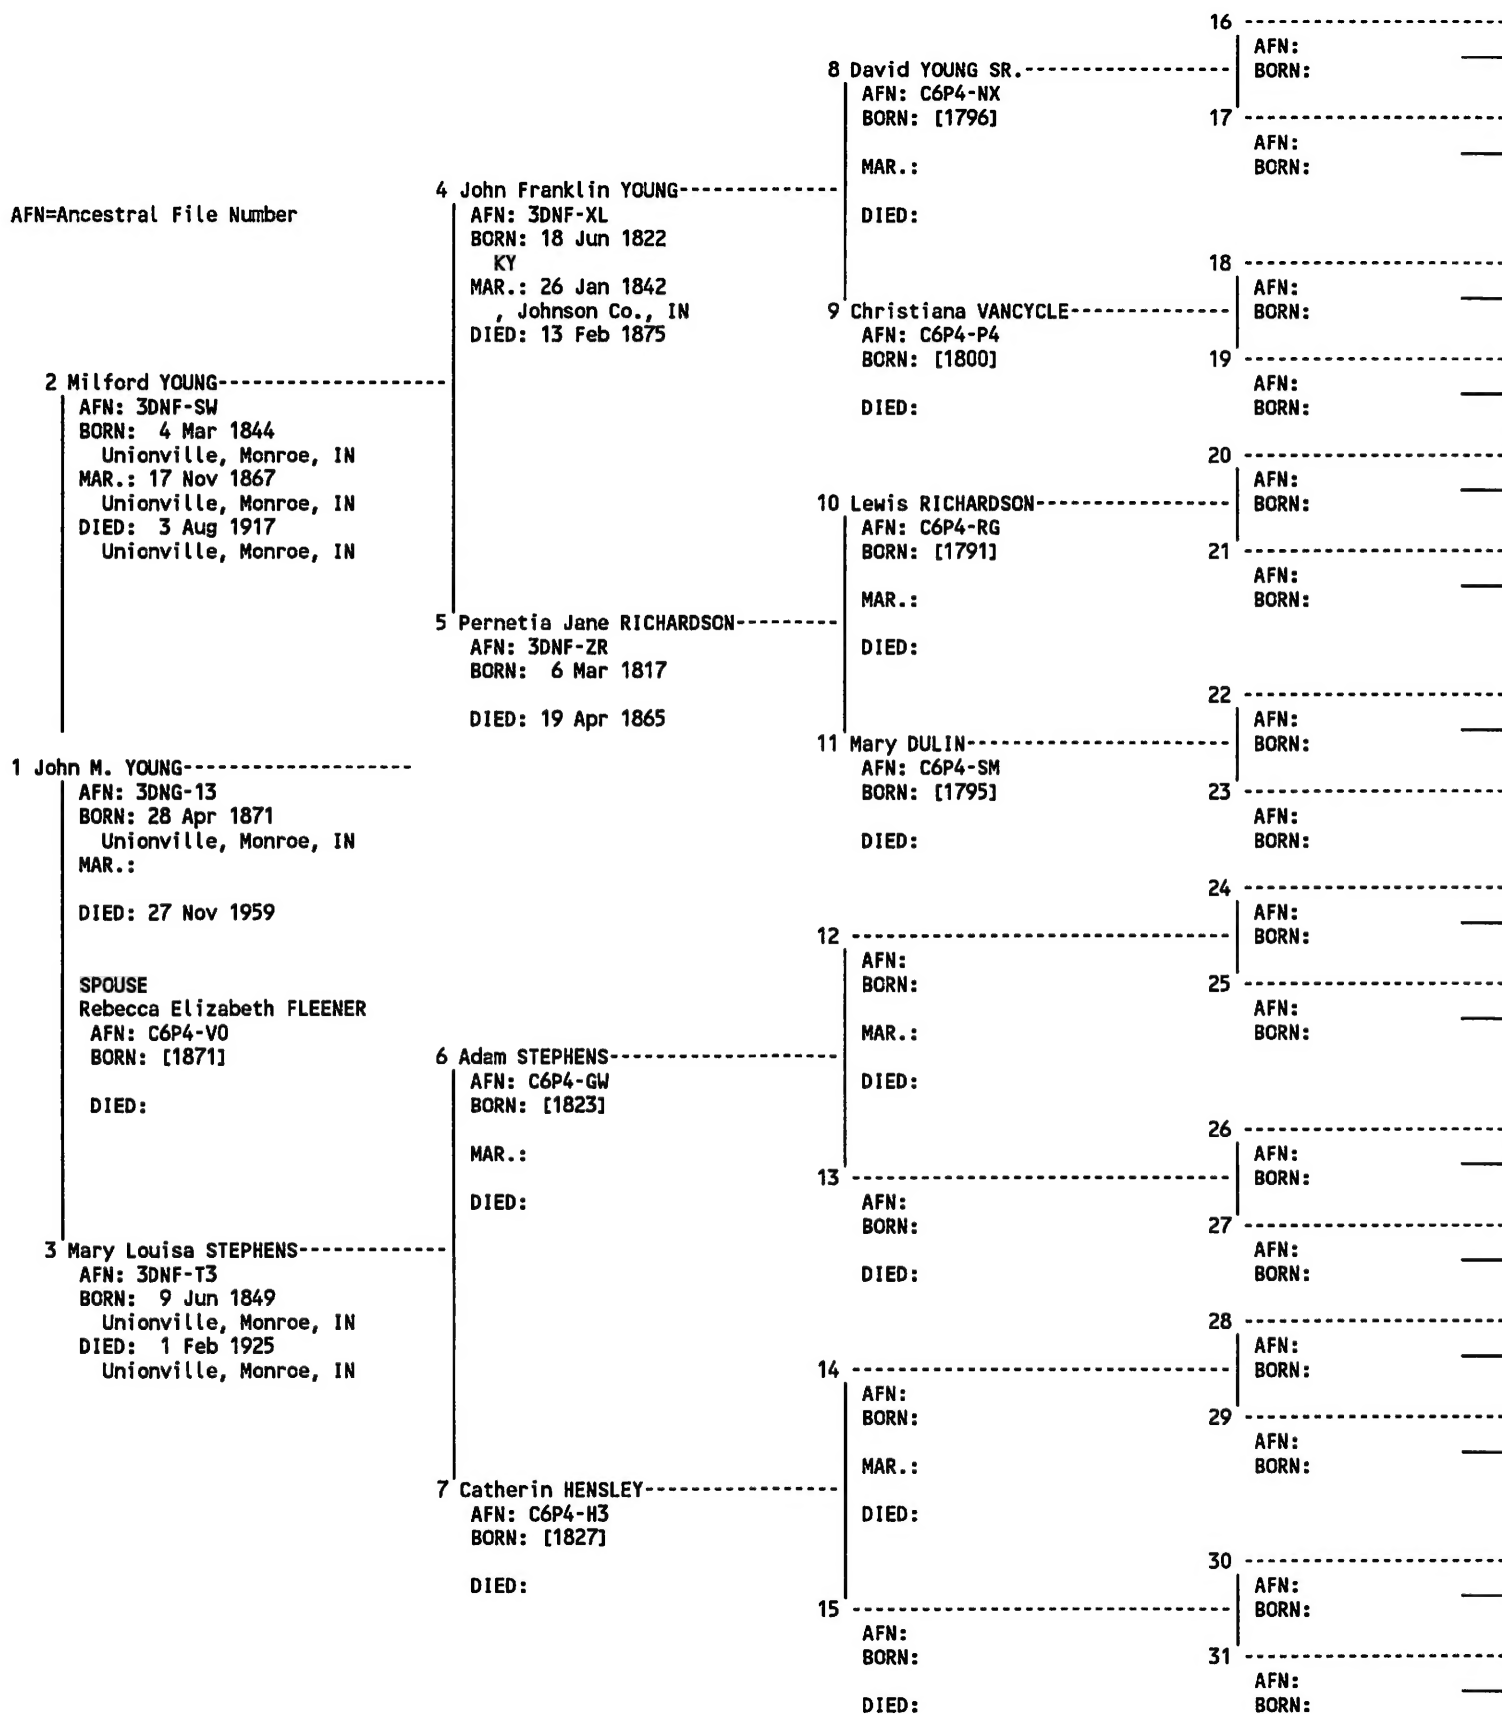 AFN=Ancestral File Number
1 John M. YOUNG-------------------
AFN: 3DNG-13
BORN: 28 Apr 1871
Unionville, Monroe, IN
MAR.:
DIED: 27 Nov 1959
SPOUSE
Rebecca Elizabeth FLEENER
AFN: C6P4-V0
BORN: [1871]
DIED:
2 Milford YOUNG-------------------
AFN: 3DNF-SW
BORN: 4 Mar 1844
Unionville, Monroe, IN
MAR.: 17 Nov 1867
Unionville, Monroe, IN
DIED: 3 Aug 1917
Unionville, Monroe, IN
3 Mary Louisa STEPHENS------------
AFN: 3DNF-T3
BORN: 9 Jun 1849
Unionville, Monroe, IN
DIED: 1 Feb 1925
Unionville, Monroe, IN
4 John Franklin YOUNG-------------
AFN: 3DNF-XL
BORN: 18 Jun 1822
KY
MAR.: 26 Jan 1842
, Johnson Co., IN
DIED: 13 Feb 1875
5 Pernetia Jane RICHARDSON---------
AFN: 3DNF-ZR
BORN: 6 Mar 1817
DIED: 19 Apr 1865
6 Adam STEPHENS-------------------
AFN: C6P4-GW
BORN: [1823]
MAR.:
DIED:
7 Catherin HENSLEY----------------
AFN: C6P4-H3
BORN: [1827]
DIED:
8 David YOUNG SR.-----------------
AFN: C6P4-NX
BORN: [1796]
MAR.:
DIED:
9 Christiana VANCYCLE-------------
AFN: C6P4-P4
BORN: [1800]
DIED:
10 Lewis RICHARDSON----------------
AFN: C6P4-RG
BORN: [1791]
MAR.:
DIED:
11 Mary DULIN----------------------
AFN: C6P4-SM
BORN: [1795]
DIED:
12 --------------------------------
AFN:
BORN:
MAR.:
DIED:
13 --------------------------------
AFN:
BORN:
DIED:
14 --------------------------------
AFN:
BORN:
MAR.:
DIED:
15 --------------------------------
AFN:
BORN:
DIED:
16 ----------------------
AFN:
BORN:
17 ----------------------
AFN:
BORN:
18 ----------------------
AFN:
BORN:
19 ----------------------
AFN:
BORN:
20 ----------------------
AFN:
BORN:
21 ----------------------
AFN:
BORN:
22 ----------------------
AFN:
BORN:
23 ----------------------
AFN:
BORN:
24 ----------------------
AFN:
BORN:
25 ----------------------
AFN:
BORN:
26 ----------------------
AFN:
BORN:
27 ----------------------
AFN:
BORN:
28 ----------------------
AFN:
BORN:
29 ----------------------
AFN:
BORN:
30 ----------------------
AFN:
BORN:
31 ----------------------
AFN:
BORN: